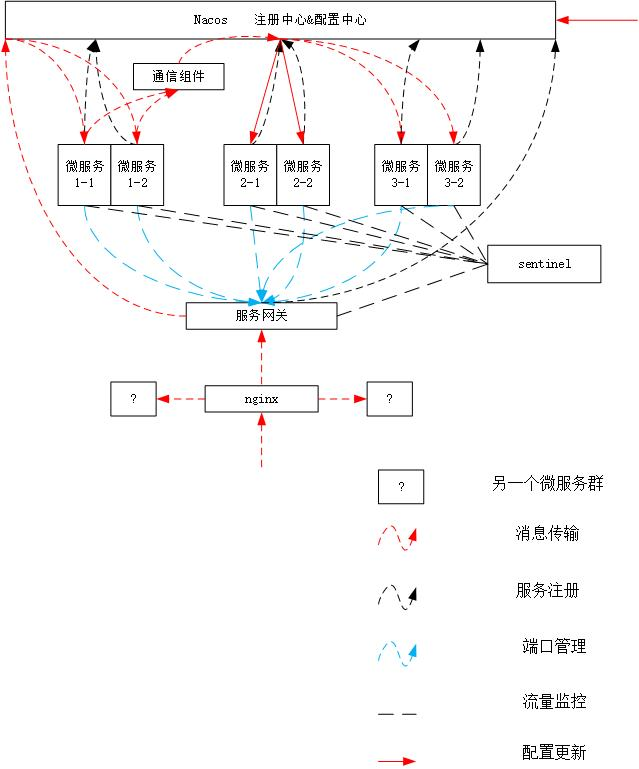 Nacos 注册中心&配置中心
通信组件
微服务
1-1
微服务
1-2
微服务
2-1
微服务
2-2
微服务
3-1
微服务
3-2
sentinel
服务网关
?
nginx
?
?
另一个微服务群
消息传输
服务注册
端口管理
流量监控
配置更新